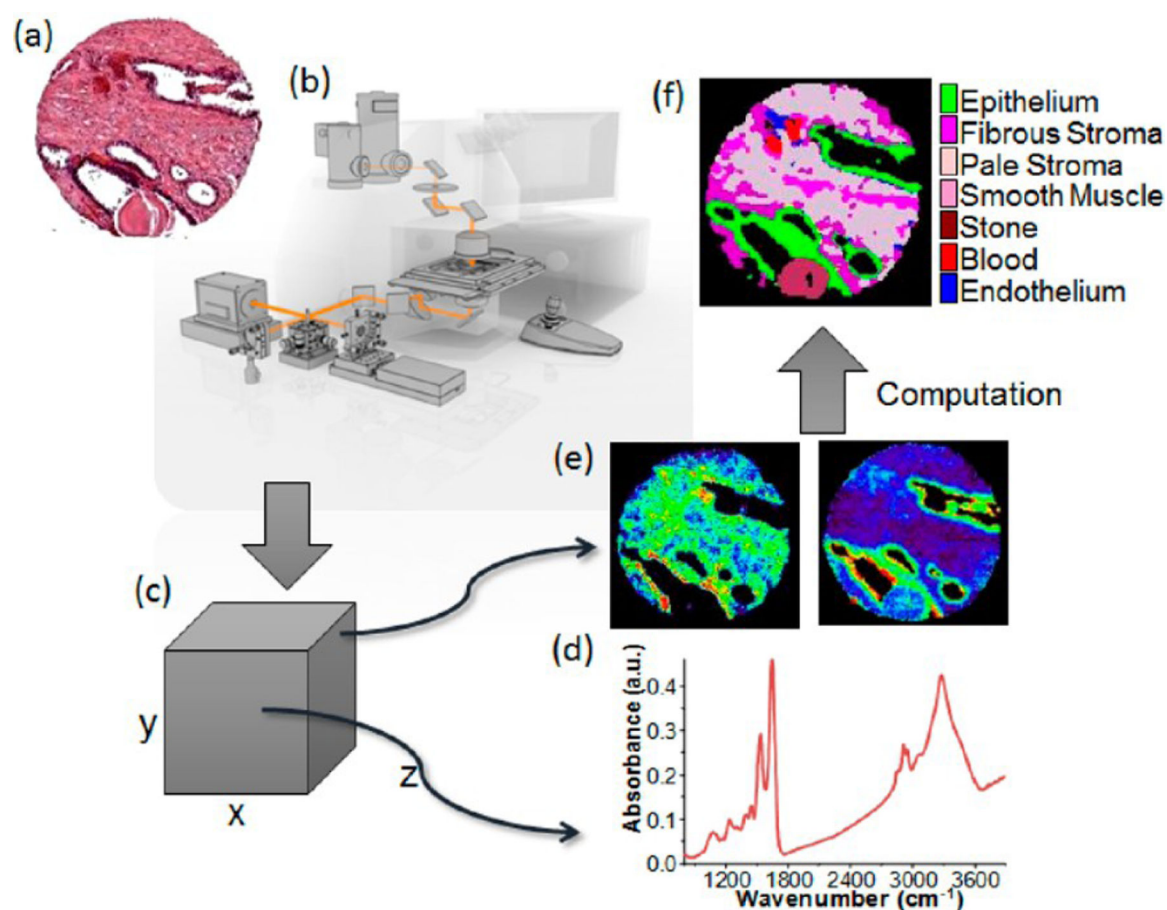 (a)
(b)
(f)
Epithelium
Fibrous Stroma
Pale Stroma
Smooth Muscle
Stone
Blood
Endothelium
1
Computation
(e)
(c)
y
x
z
(d)
Absorbance (a.u.)
0.4
0.3
0.2
0.1
0.0
1200 1800 2400 3000 3600
Wavenumber (cm⁻¹)